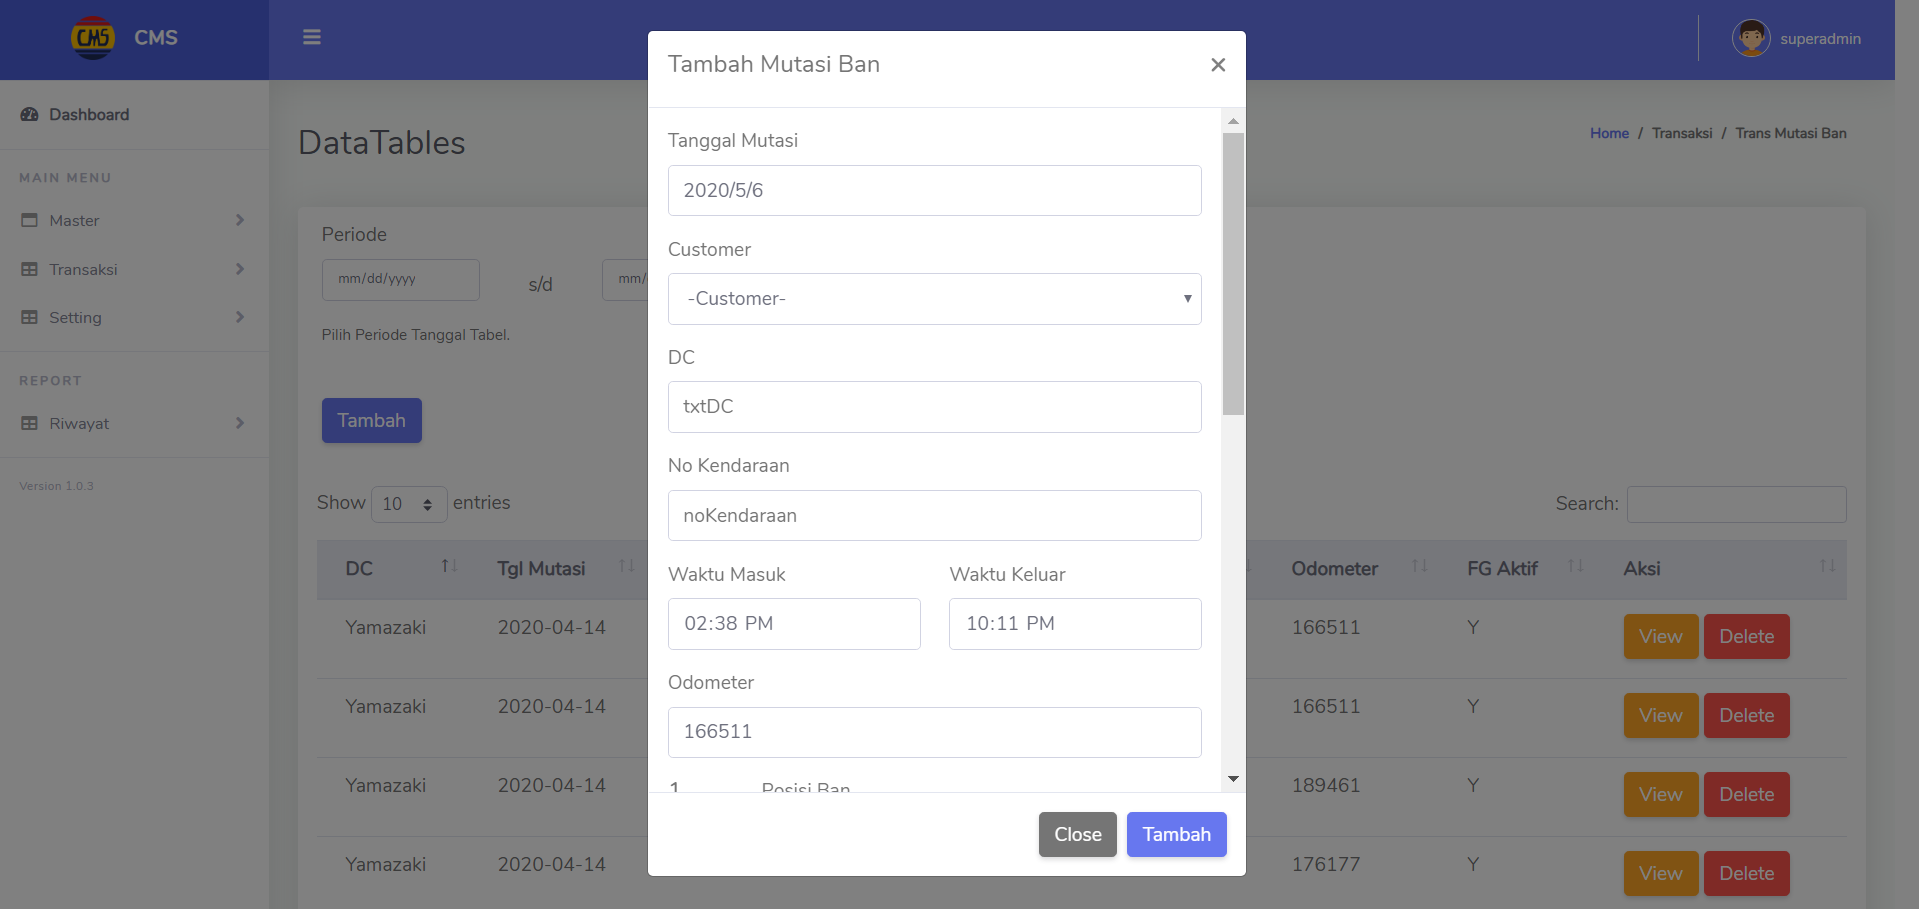 CMS
CMS
superadmin
Dashboard
MAIN MENU
Master
Transaksi
Setting
REPORT
Riwayat
Version 1.0.3
DataTables
Home / Transaksi / Trans Mutasi Ban
Periode
mm/dd/yyyy
s/d
mm/
Pilih Periode Tanggal Tabel.
Tambah
Show 10 entries
Search:
DC Tgl Mutasi Odometer FG Aktif Aksi
Yamazaki 2020-04-14 166511 Y View Delete
Yamazaki 2020-04-14 166511 Y View Delete
Yamazaki 2020-04-14 189461 Y View Delete
Yamazaki 2020-04-14 176177 Y View Delete
Tambah Mutasi Ban
×
Tanggal Mutasi
2020/5/6
Customer
-Customer-
DC
txtDC
No Kendaraan
noKendaraan
Waktu Masuk Waktu Keluar
02:38 PM 10:11 PM
Odometer
166511
1 Posisi Ban
Close Tambah